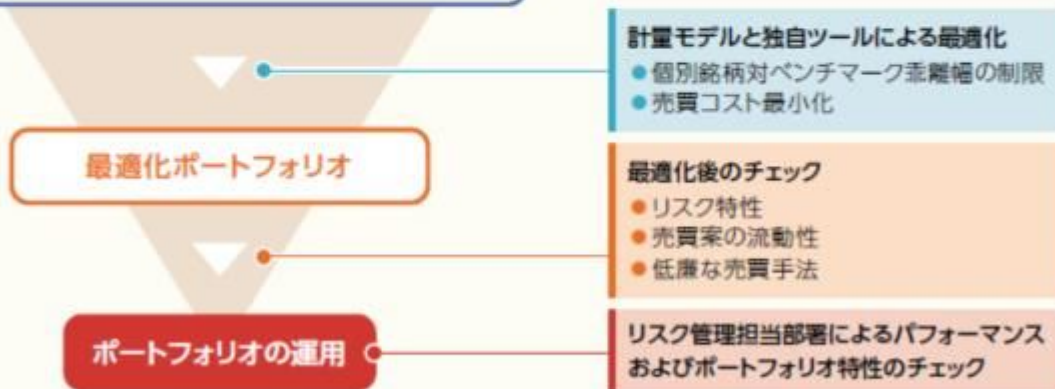 計量モデルと独自ツールによる最適化
●個別銘柄対ベンチマーク乖離幅の制限
●売買コスト最小化
最適化ポートフォリオ
最適化後のチェック
●リスク特性
●売買案の流動性
●低廉な売買手法
ポートフォリオの運用
リスク管理担当部署によるパフォーマンス
およびポートフォリオ特性のチェック